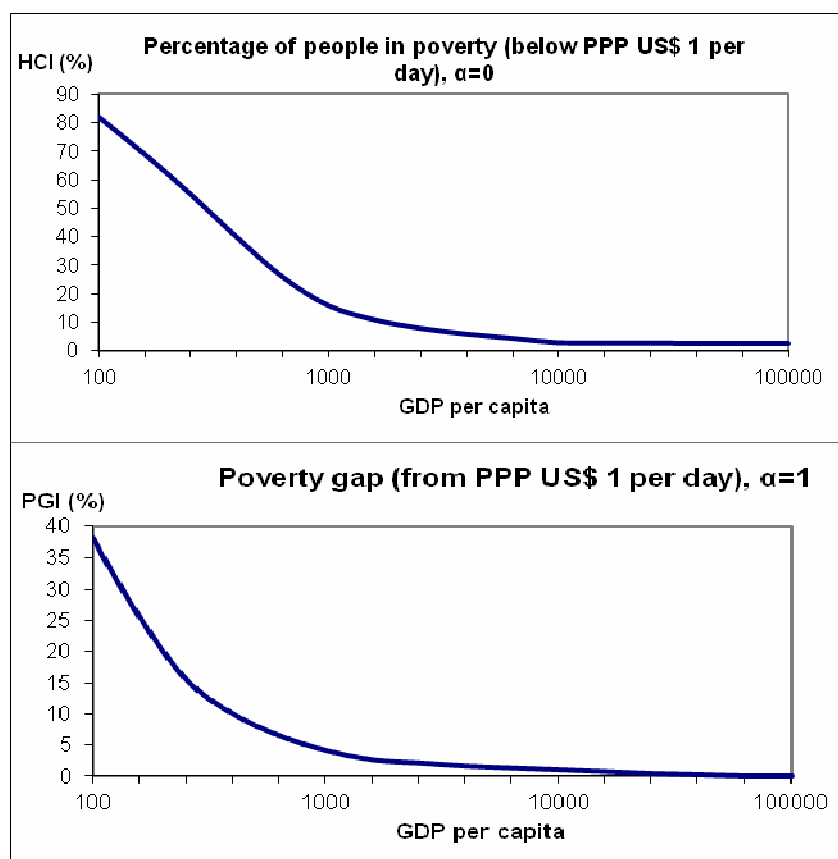 Percentage of people in poverty (below PPP US$ 1 per
HCI (%)
day), α=0
90
80
70
60
50
40
30
20
10
0
100 1000 10000 100000
GDP per capita
Poverty gap (from PPP US$ 1 per day), α=1
PGI (%)
40
35
30
25
20
15
10
5
0
100 1000 10000 100000
GDP per capita